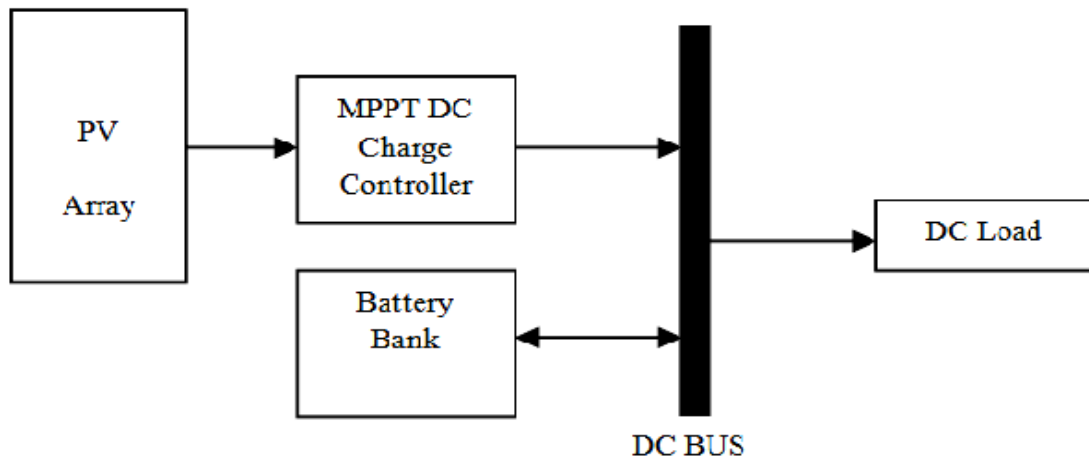 PV
Array
MPPT DC
Charge
Controller
Battery
Bank
DC Load
DC BUS